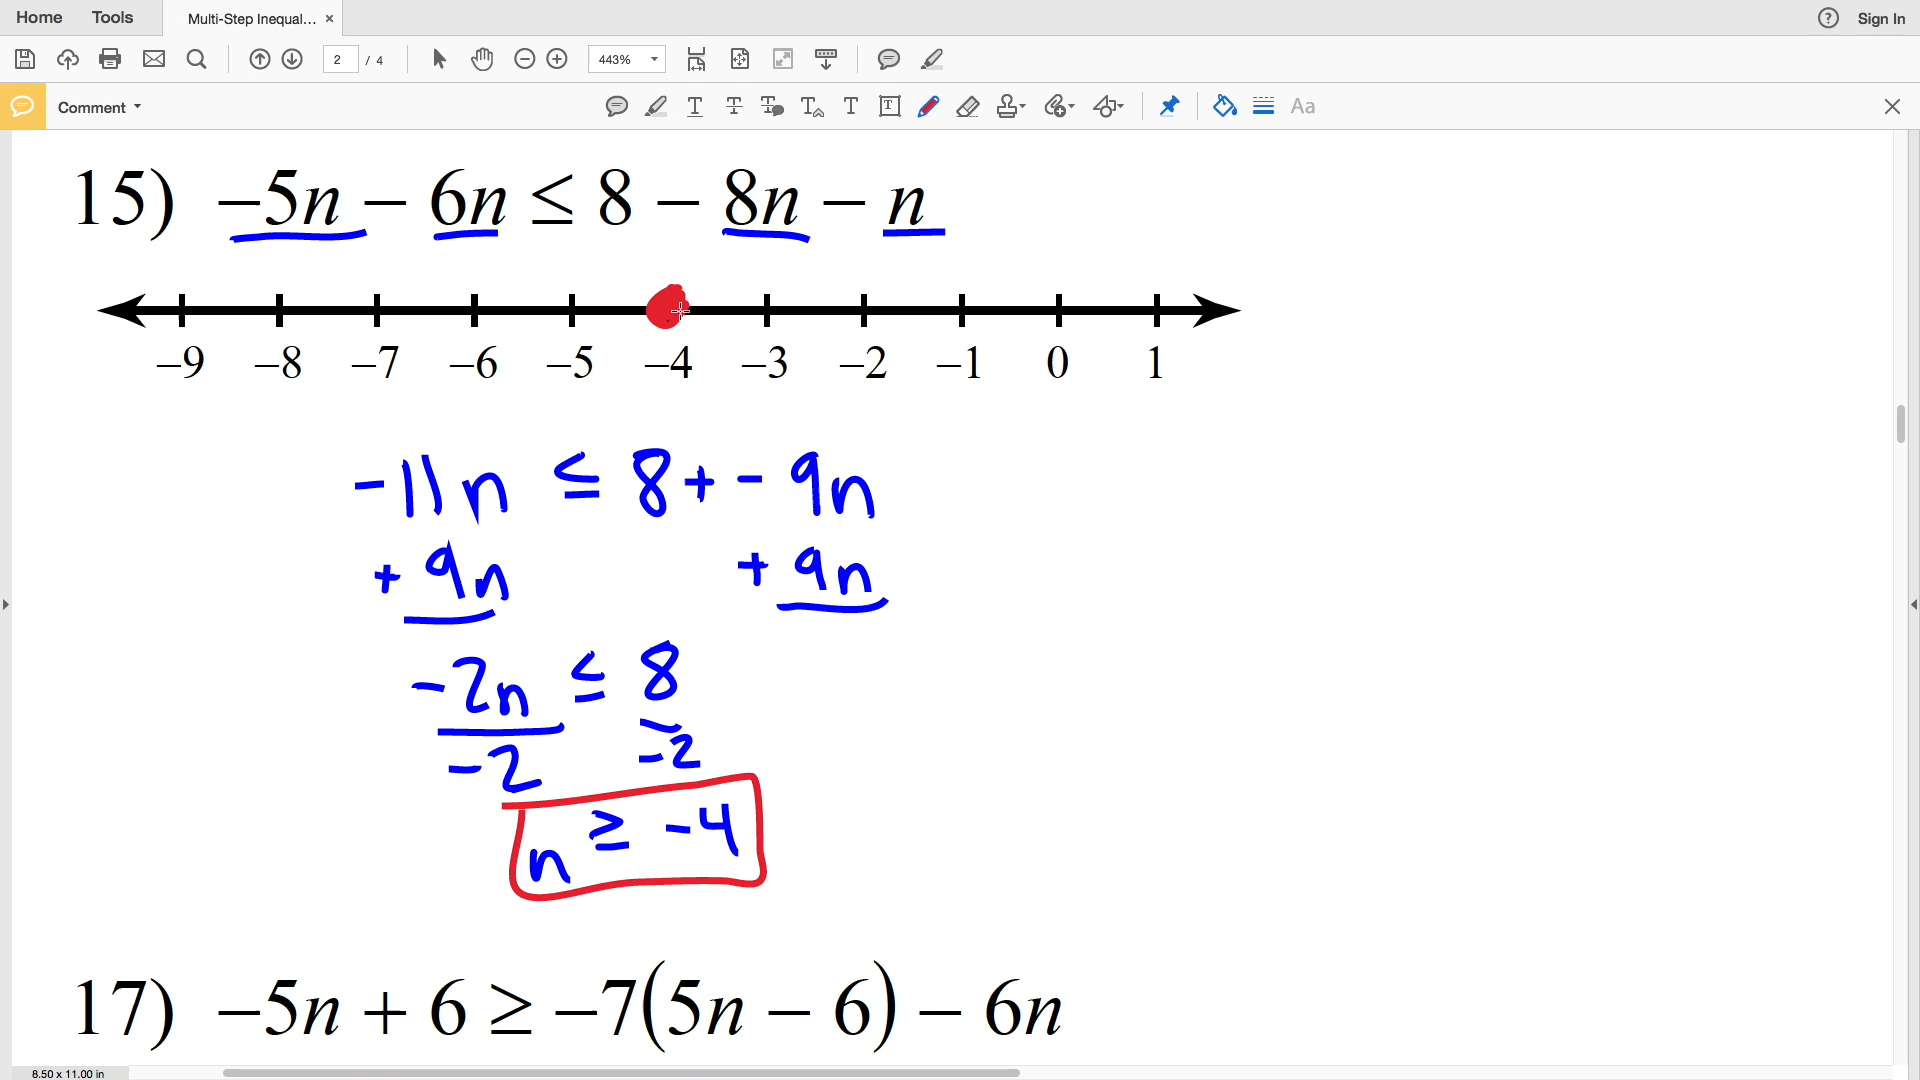 Home Tools Multi-Step Inequal... × ? Sign In
2 / 4 443%
Comment T T T T T T Aa
15) −5n − 6n ≤ 8 − 8n − n
−9 −8 −7 −6 −5 −4 −3 −2 −1 0 1
-11n ≤ 8 + - 9n
+ 9n + 9n
-2n ≤ 8
-2 -2
n ≥ -4
17) −5n + 6 ≥ −7(5n − 6) − 6n
8.50 x 11.00 in